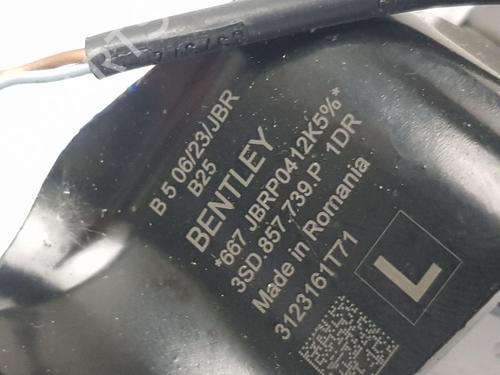 B 5 06/23/JBR
B25
BENTLEY
*667 JBRP0412K5%*
3SD.857.739.P 1DR
Made in Romania
3123161T71
L